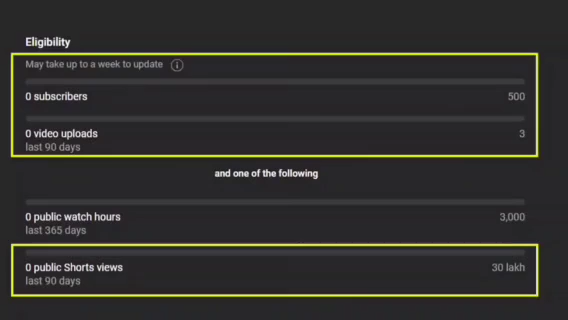 Eligibility
May take up to a week to update
0 subscribers 500
0 video uploads 3
last 90 days
and one of the following
0 public watch hours 3,000
last 365 days
0 public Shorts views 30 lakh
last 90 days